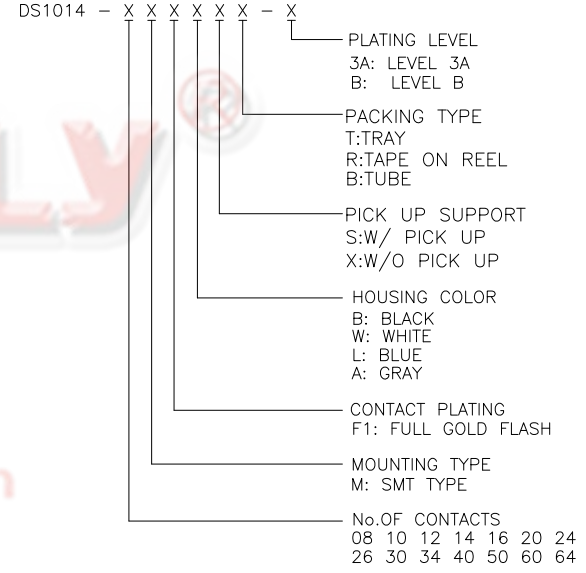 DS1014 - X X X X X X - X
PLATING LEVEL
3A: LEVEL 3A
B: LEVEL B
PACKING TYPE
T:TRAY
R:TAPE ON REEL
B:TUBE
PICK UP SUPPORT
S:W/ PICK UP
X:W/O PICK UP
HOUSING COLOR
B: BLACK
W: WHITE
L: BLUE
A: GRAY
CONTACT PLATING
F1: FULL GOLD FLASH
MOUNTING TYPE
M: SMT TYPE
No.OF CONTACTS
08 10 12 14 16 20 24
26 30 34 40 50 60 64
ly®
n